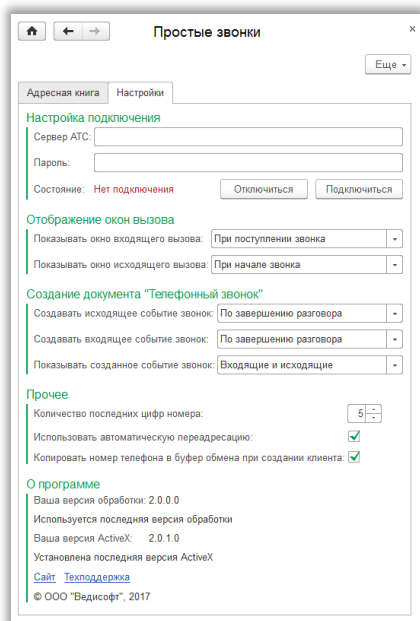 Простые звонки
Еще
Адресная книга Настройки
Настройка подключения
Сервер АТС:
Пароль:
Состояние: Нет подключения Отключиться Подключиться
Отображение окон вызова
Показывать окно входящего вызова: При поступлении звонка
Показывать окно исходящего вызова: При начале звонка
Создание документа "Телефонный звонок"
Создавать исходящее событие звонок: По завершению разговора
Создавать входящее событие звонок: По завершению разговора
Показывать созданное событие звонок: Входящие и исходящие
Прочее
Количество последних цифр номера: 5
Использовать автоматическую переадресацию:
Копировать номер телефона в буфер обмена при создании клиента:
О программе
Ваша версия обработки: 2.0.0.0
Используется последняя версия обработки
Ваша версия ActiveX: 2.0.1.0
Установлена последняя версия ActiveX
Сайт Техподдержка
© ООО "Ведисофт", 2017